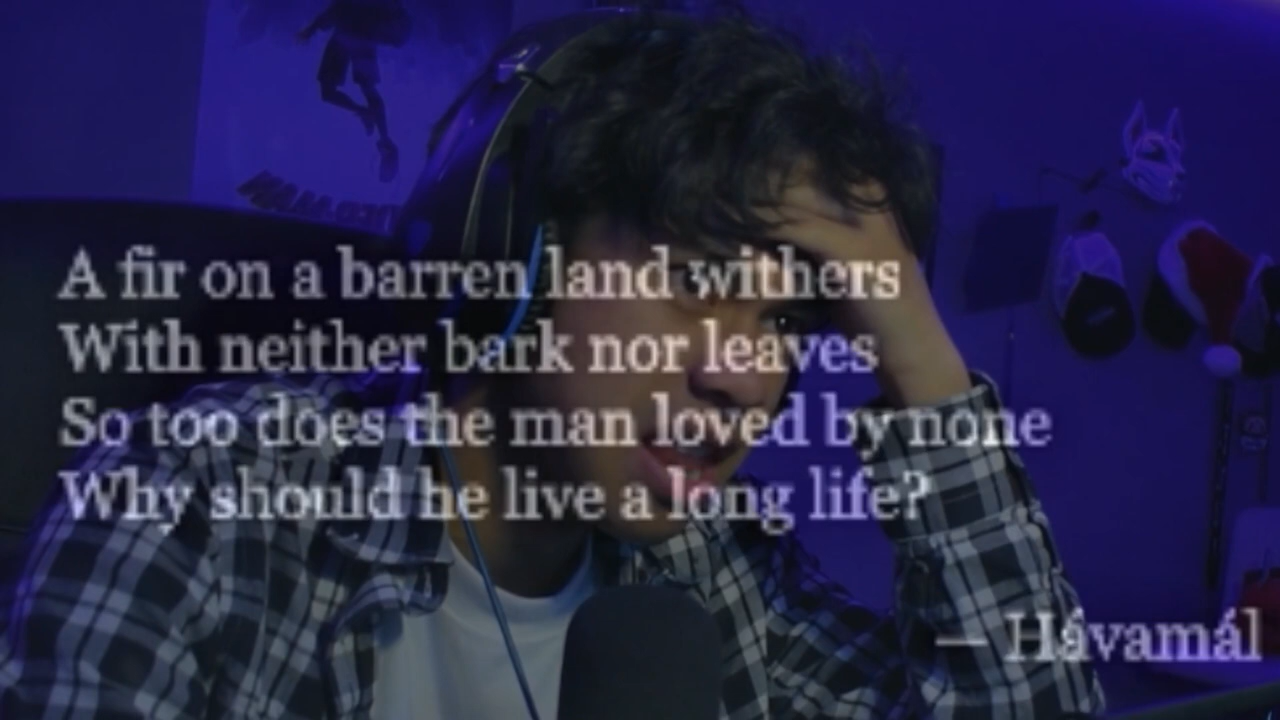 A fir on a barren land withers
With neither bark nor leaves
So too does the man loved by none
Why should he live a long life?
— Hávamál